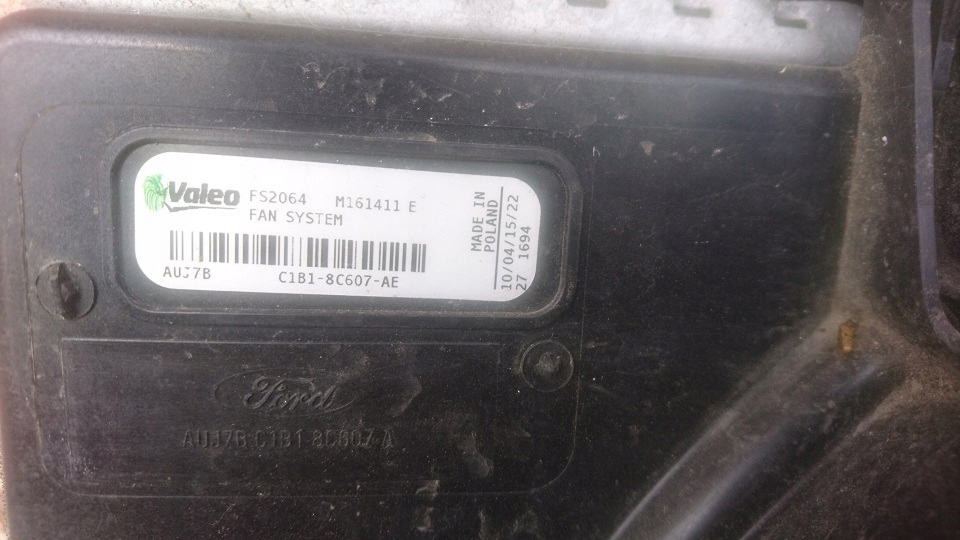 Valeo FS2064 M161411 E
FAN SYSTEM
AUJ7B C1B1-8C607-AE
MADE IN
POLAND
10/04/15/22
27 1694
Ford
AUJ7B C1B1 8C607 A